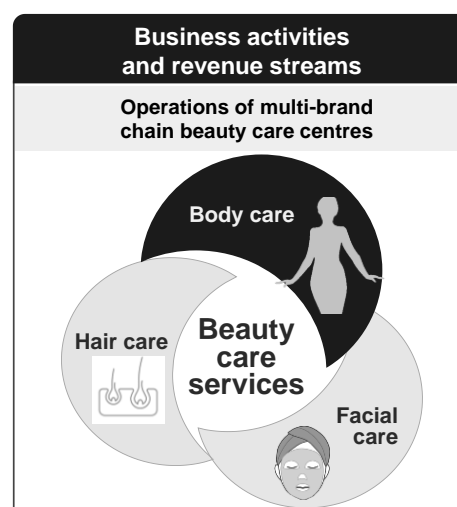 Business activities
and revenue streams
Operations of multi-brand
chain beauty care centres
Body care
Hair care
Beauty
care
services
Facial
care